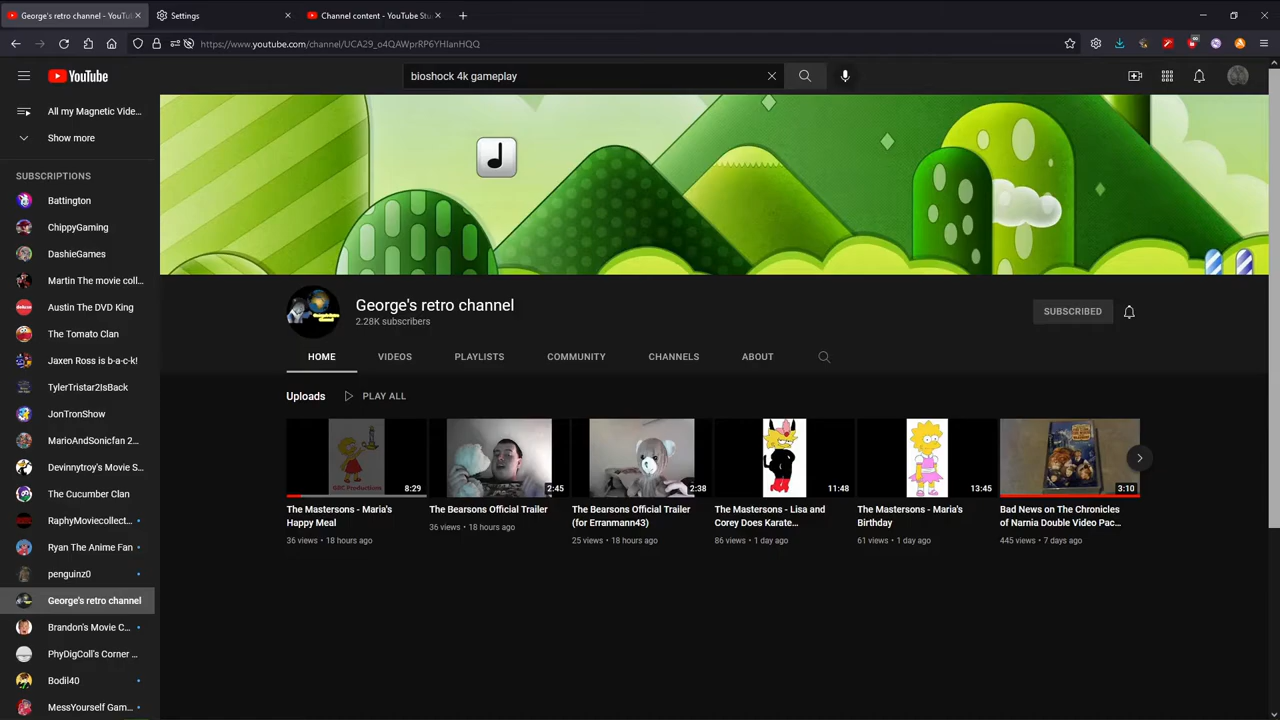 George's retro channel - YouTu
Settings
Channel content - YouTube Stu
https://www.youtube.com/channel/UCA29_o4QAWprRP6YHlanHQQ
YouTube
bioshock 4k gameplay
All my Magnetic Vide...
Show more
SUBSCRIPTIONS
Battington
ChippyGaming
DashieGames
Martin The movie coll...
Austin The DVD King
The Tomato Clan
Jaxen Ross is b-a-c-k!
TylerTristar2IsBack
JonTronShow
MarioAndSonicfan 2...
Devinnytroy's Movie S...
The Cucumber Clan
RaphyMoviecollect...
Ryan The Anime Fan
penguinz0
George's retro channel
Brandon's Movie C...
PhyDigColl's Corner ...
Bodil40
MessYourself Gam...
George's retro channel
2.28K subscribers
SUBSCRIBED
HOME
VIDEOS
PLAYLISTS
COMMUNITY
CHANNELS
ABOUT
Uploads
PLAY ALL
GRC Productions
8:29
The Mastersons - Maria's
Happy Meal
36 views • 18 hours ago
2:45
The Bearsons Official Trailer
36 views • 18 hours ago
2:38
The Bearsons Official Trailer
(for Erranmann43)
25 views • 18 hours ago
11:48
The Mastersons - Lisa and
Corey Does Karate...
86 views • 1 day ago
13:45
The Mastersons - Maria's
Birthday
61 views • 1 day ago
3:10
Bad News on The Chronicles
of Narnia Double Video Pac...
445 views • 7 days ago